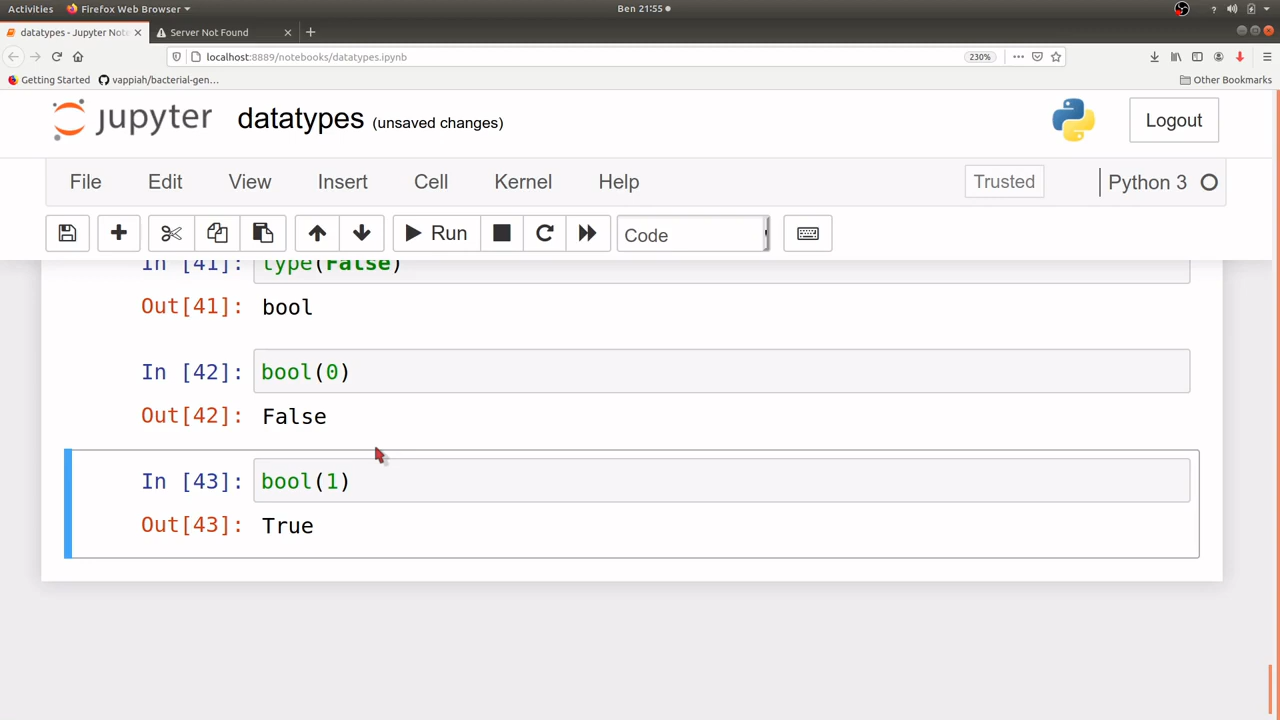 Activities Firefox Web Browser Ben 21:55
datatypes - Jupyter Note Server Not Found
localhost:8889/notebooks/datatypes.ipynb 230%
Getting Started vappiah/bacterial-gen… Other Bookmarks
jupyter datatypes (unsaved changes) Logout
File Edit View Insert Cell Kernel Help Trusted Python 3
Run Code
In [41]: type(False)
Out[41]: bool
In [42]: bool(0)
Out[42]: False
In [43]: bool(1)
Out[43]: True